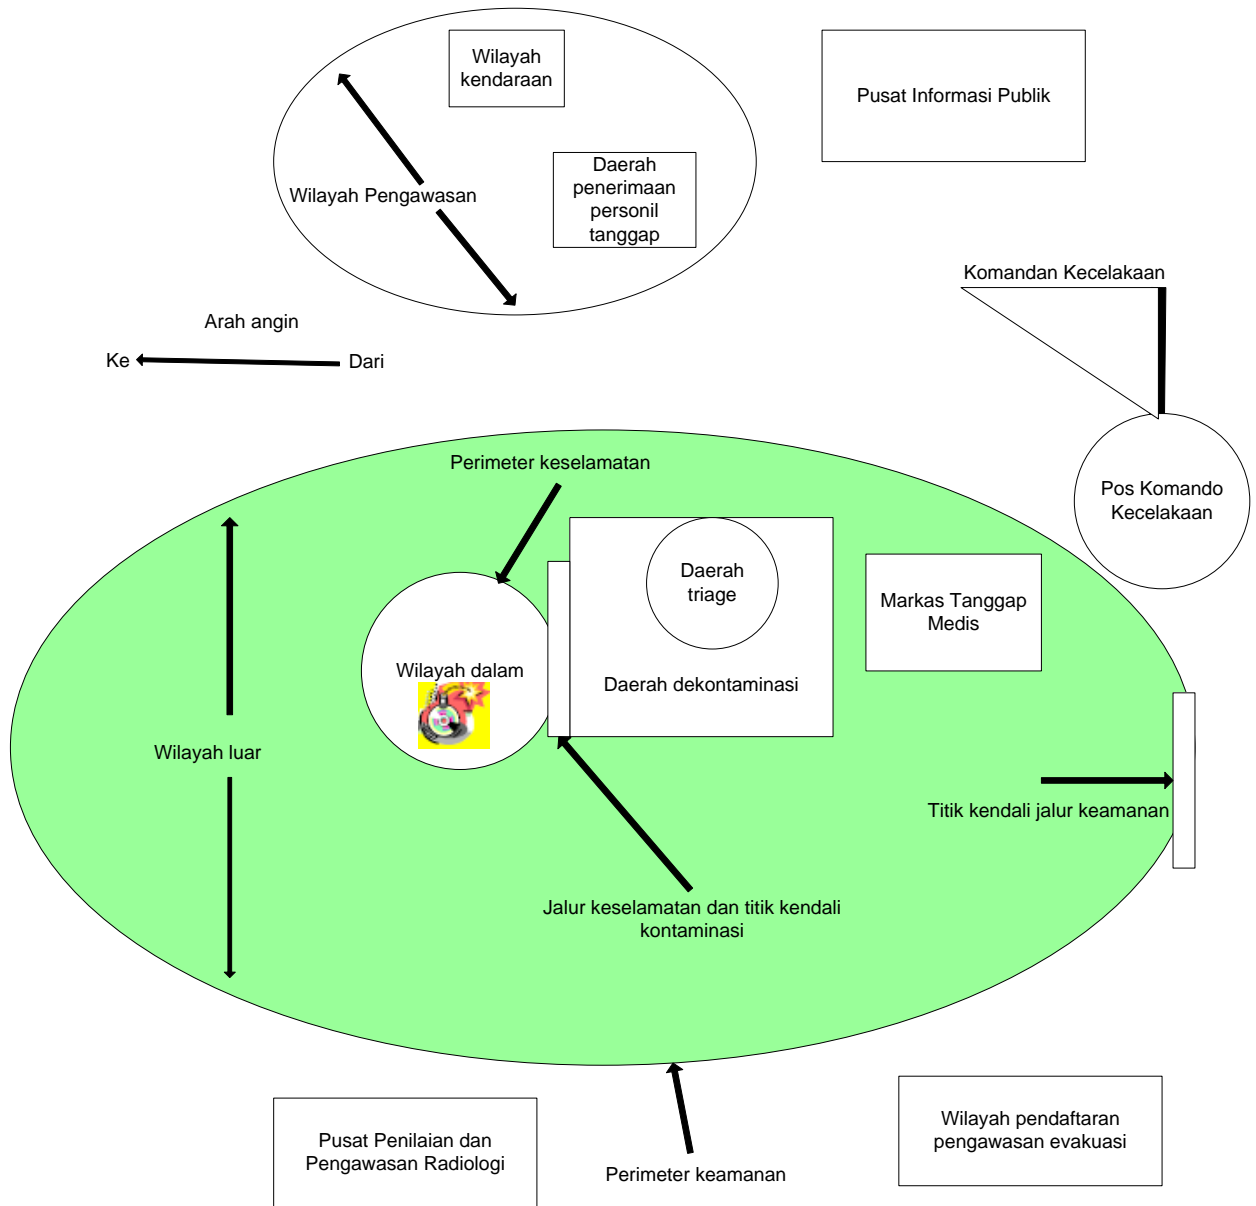 Wilayah
kendaraan
Pusat Informasi Publik
Daerah
penerimaan
personil
tanggap
Wilayah Pengawasan
Komandan Kecelakaan
Arah angin
Ke
Dari
Perimeter keselamatan
Pos Komando
Kecelakaan
Daerah
triage
Markas Tanggap
Medis
Wilayah dalam
Daerah dekontaminasi
Wilayah luar
Titik kendali jalur keamanan
Jalur keselamatan dan titik kendali
kontaminasi
Wilayah pendaftaran
pengawasan evakuasi
Pusat Penilaian dan
Pengawasan Radiologi
Perimeter keamanan